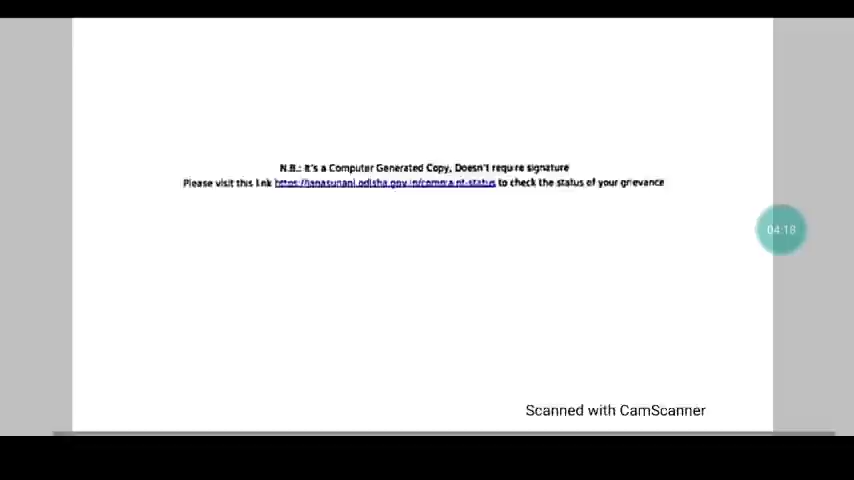 N.B.: It's a Computer Generated Copy, Doesn't require signature
Please visit this link https://janasunani.odisha.gov.in/complaint-status to check the status of your grievance
04:18
Scanned with CamScanner